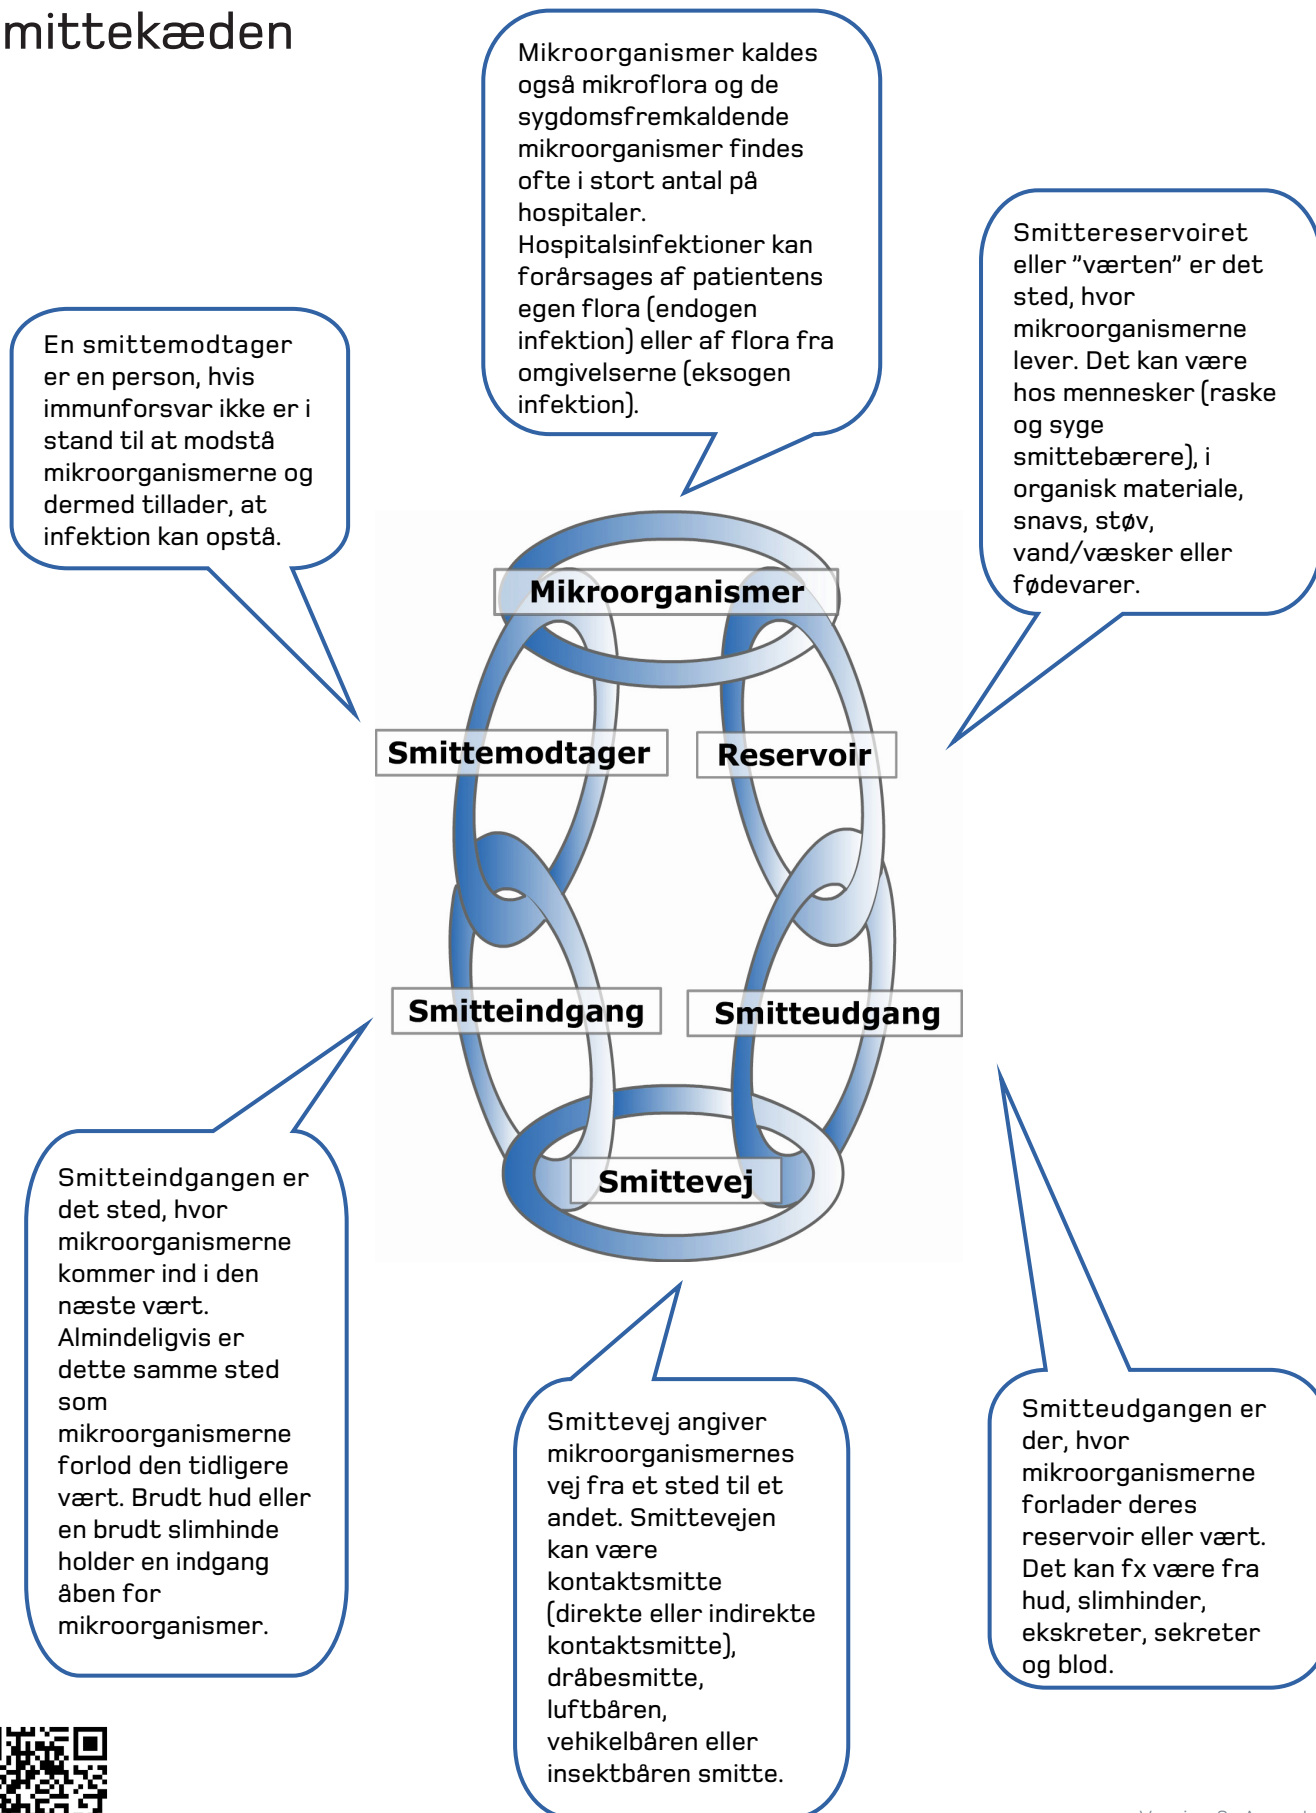 mittekæden
Mikroorganismer kaldes
også mikroflora og de
sygdomsfremkaldende
mikroorganismer findes
ofte i stort antal på
hospitaler.
Hospitalsinfektioner kan
forårsages af patientens
egen flora (endogen
infektion) eller af flora fra
omgivelserne (eksogen
infektion).
Smittereservoiret
eller ”værten” er det
sted, hvor
mikroorganismerne
lever. Det kan være
hos mennesker (raske
og syge
smittebærere), i
organisk materiale,
snavs, støv,
vand/væsker eller
fødevarer.
En smittemodtager
er en person, hvis
immunforsvar ikke er i
stand til at modstå
mikroorganismerne og
dermed tillader, at
infektion kan opstå.
Mikroorganismer
Smittemodtager
Reservoir
Smitteindgang
Smitteudgang
Smittevej
Smitteindgangen er
det sted, hvor
mikroorganismerne
kommer ind i den
næste vært.
Almindeligvis er
dette samme sted
som
mikroorganismerne
forlod den tidligere
vært. Brudt hud eller
en brudt slimhinde
holder en indgang
åben for
mikroorganismer.
Smittevej angiver
mikroorganismernes
vej fra et sted til et
andet. Smittevejen
kan være
kontaktsmitte
(direkte eller indirekte
kontaktsmitte),
dråbesmitte,
luftbåren,
vehikelbåren eller
insektbåren smitte.
Smitteudgangen er
der, hvor
mikroorganismerne
forlader deres
reservoir eller vært.
Det kan fx være fra
hud, slimhinder,
ekskreter, sekreter
og blod.